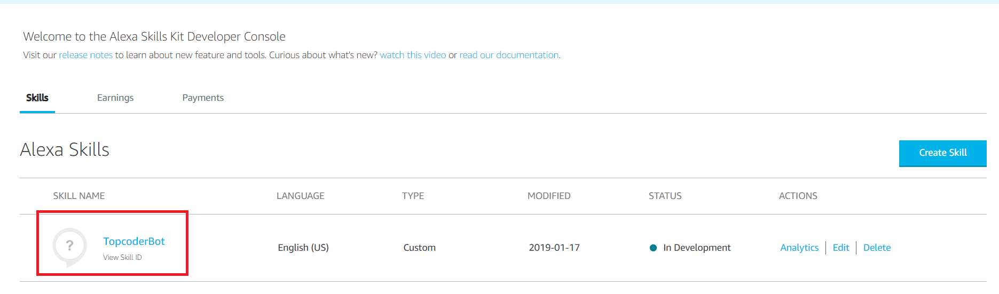 Welcome to the Alexa Skills Kit Developer Console
Visit our release notes to learn about new feature and tools. Curious about what's new? watch this video or read our documentation.
Skills Earnings Payments
Alexa Skills
Create Skill
SKILL NAME LANGUAGE TYPE MODIFIED STATUS ACTIONS
? TopcoderBot English (US) Custom 2019-01-17 In Development Analytics Edit Delete
View Skill ID